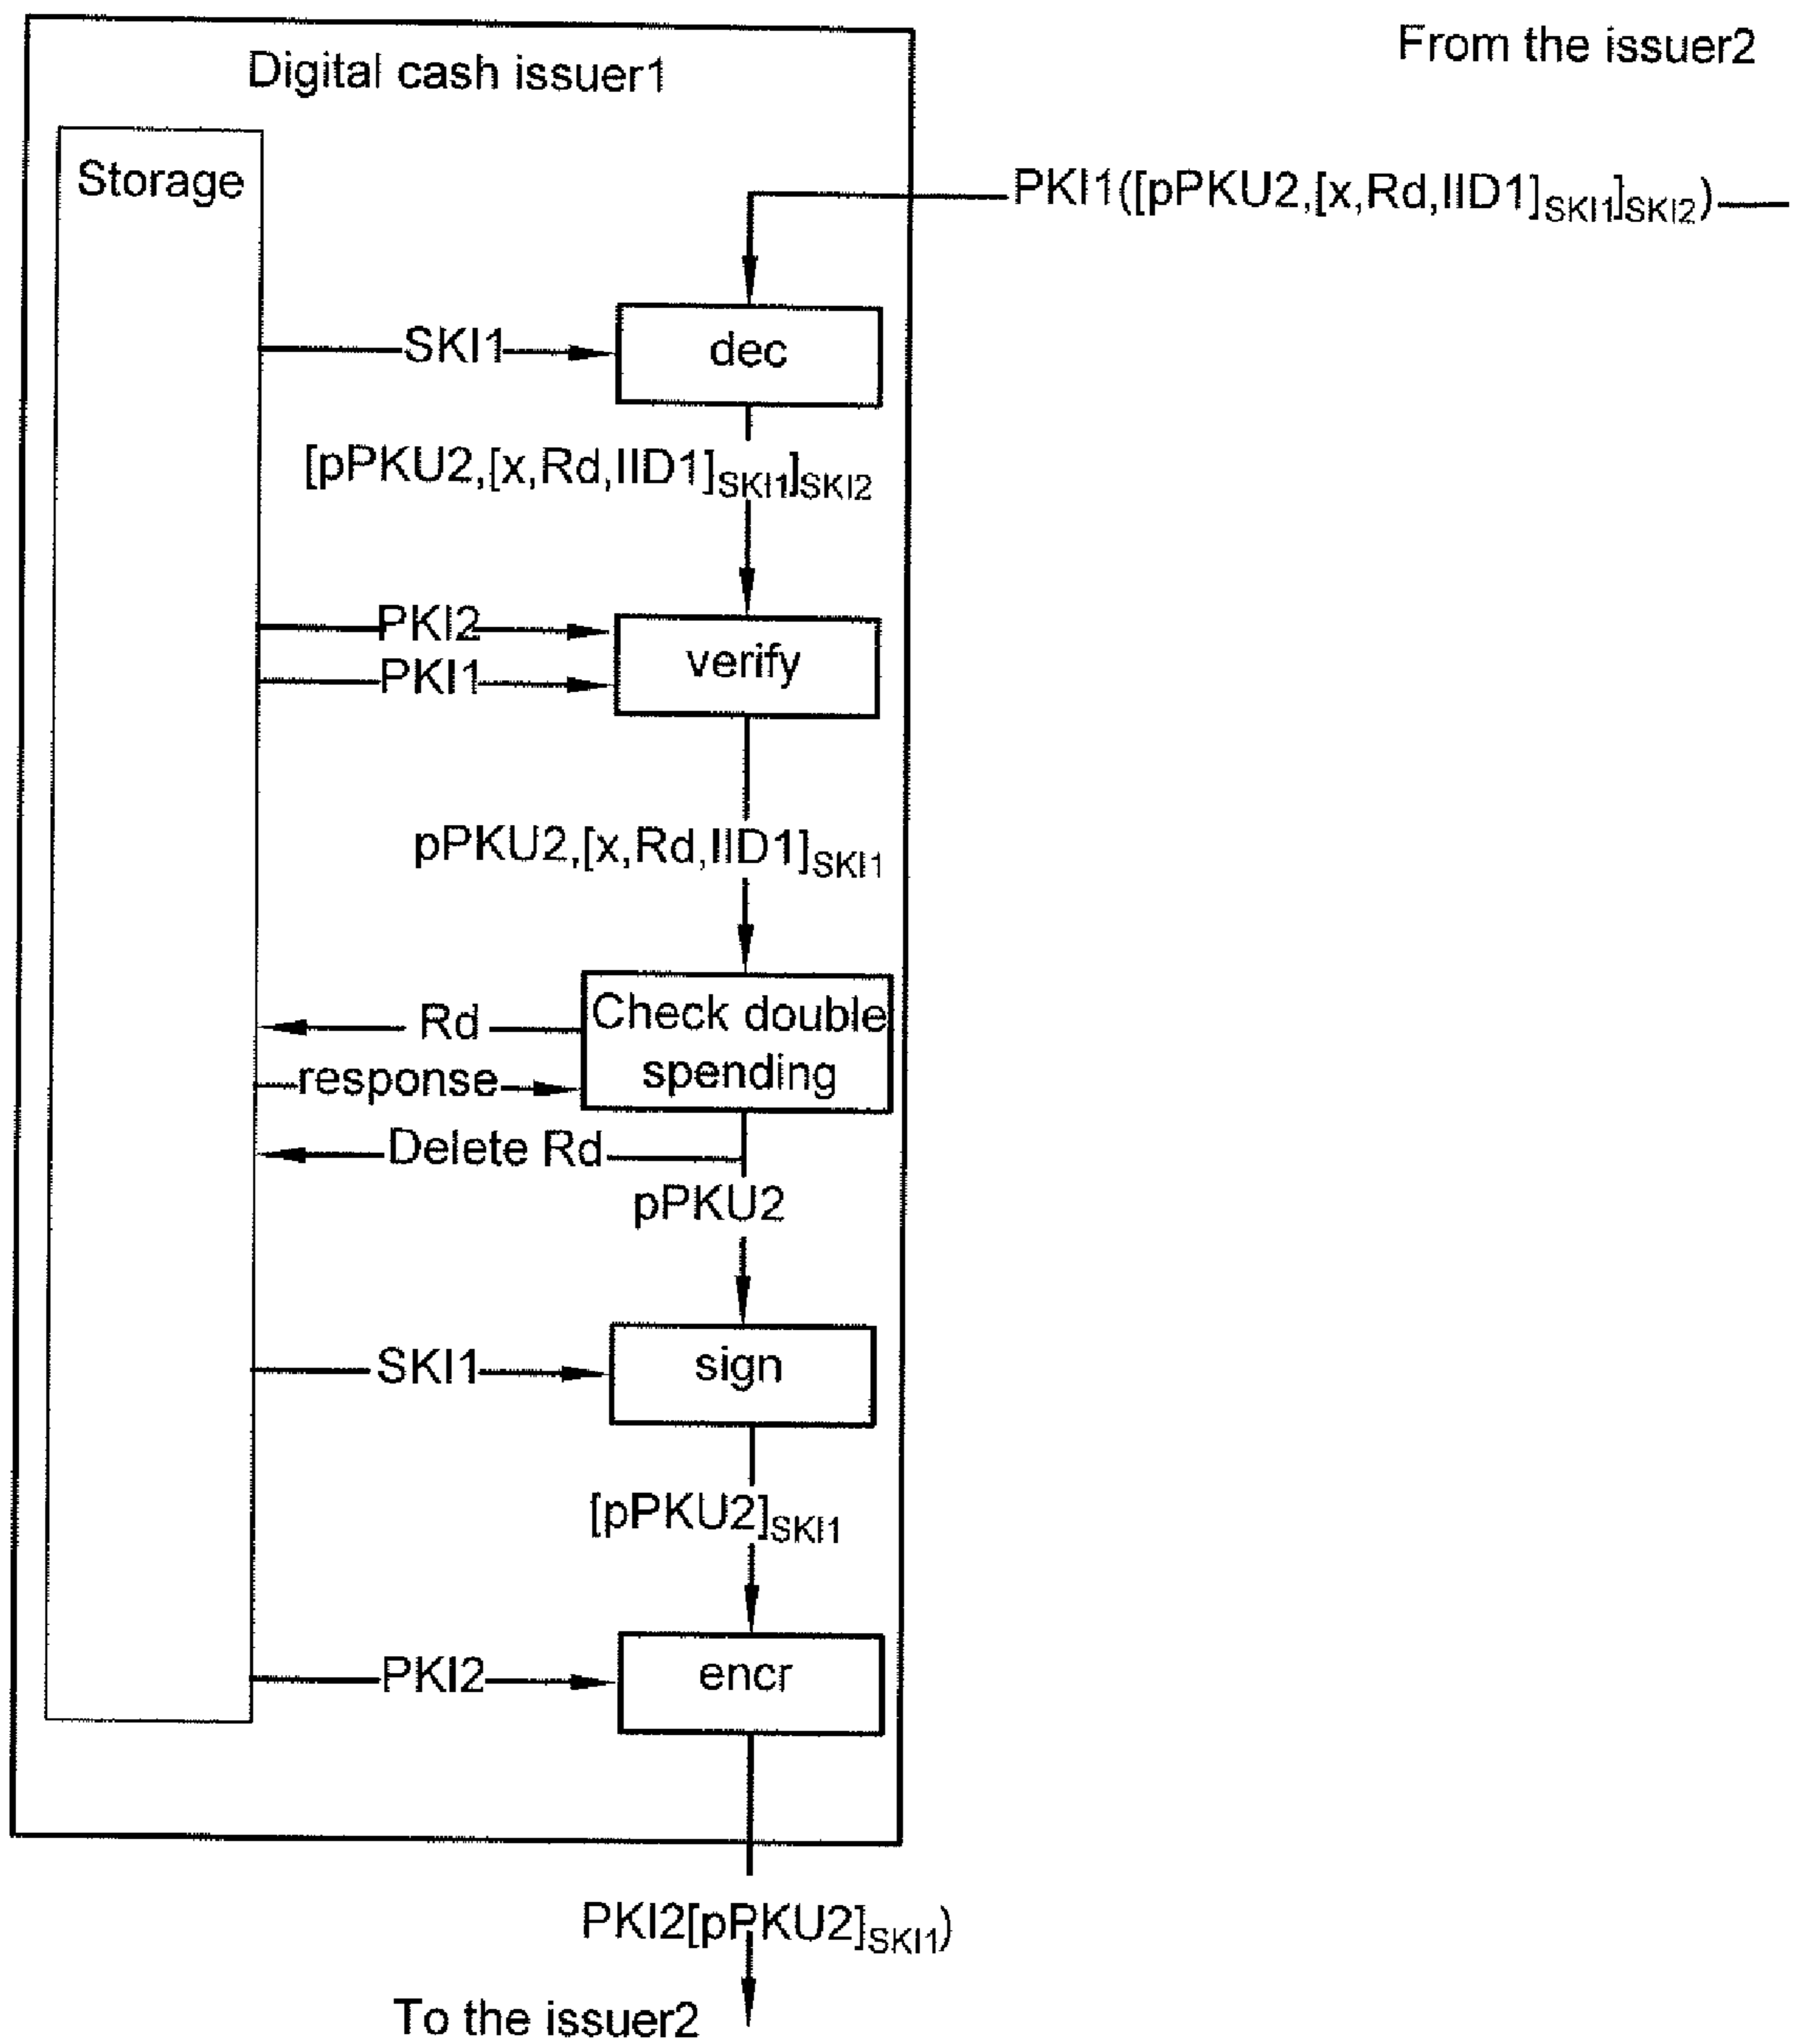 Digital cash issuer1
From the issuer2
Storage
PKI1([pPKU2,[x,Rd,IID1]SKI1]SKI2)
SKI1
dec
[pPKU2,[x,Rd,IID1]SKI1]SKI2
PKI2
PKI1
verify
pPKU2,[x,Rd,IID1]SKI1
Rd
Check double
spending
response
Delete Rd
pPKU2
SKI1
sign
[pPKU2]SKI1
PKI2
encr
PKI2[pPKU2]SKI1)
To the issuer2